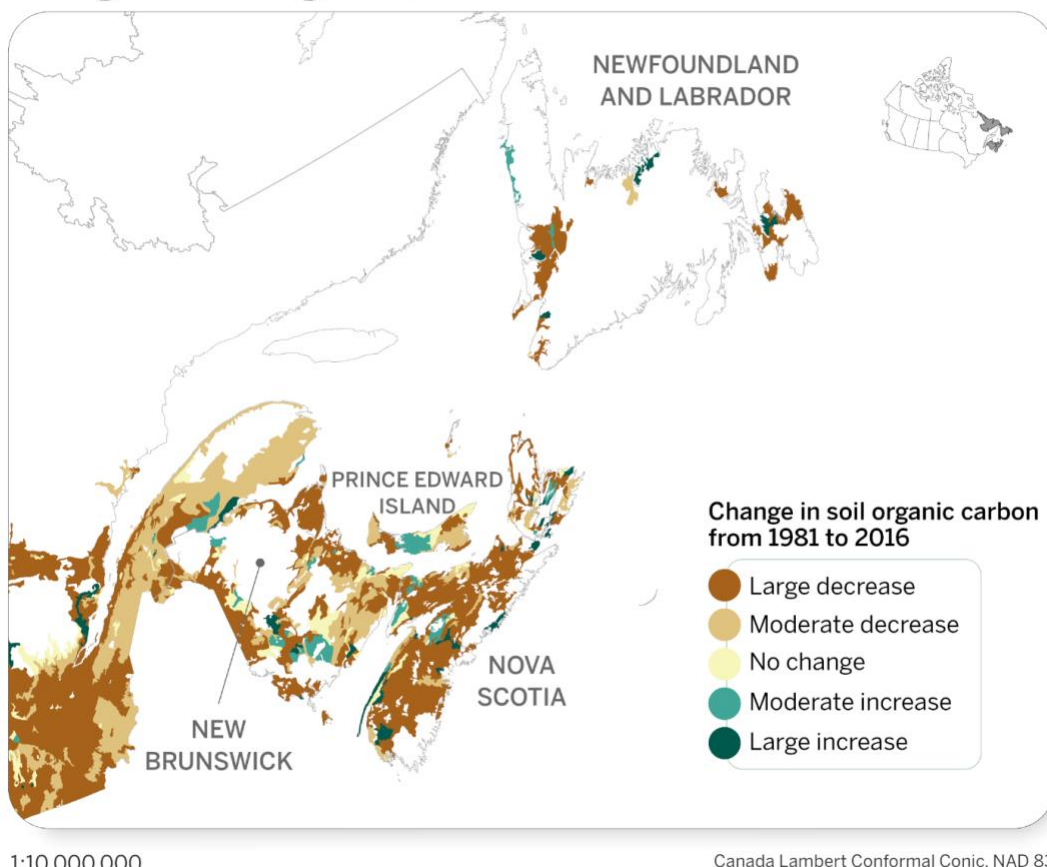 NEWFOUNDLAND
AND LABRADOR
PRINCE EDWARD
ISLAND
Change in soil organic carbon
from 1981 to 2016
Large decrease
Moderate decrease
No change
Moderate increase
Large increase
NOVA
SCOTIA
NEW
BRUNSWICK
1:10 000 000
Canada Lambert Conformal Conic, NAD